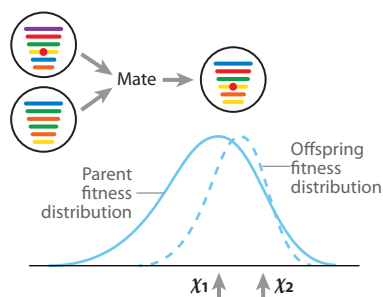 Mate
Parent
fitness
distribution
Offspring
fitness
distribution
χ1
χ2